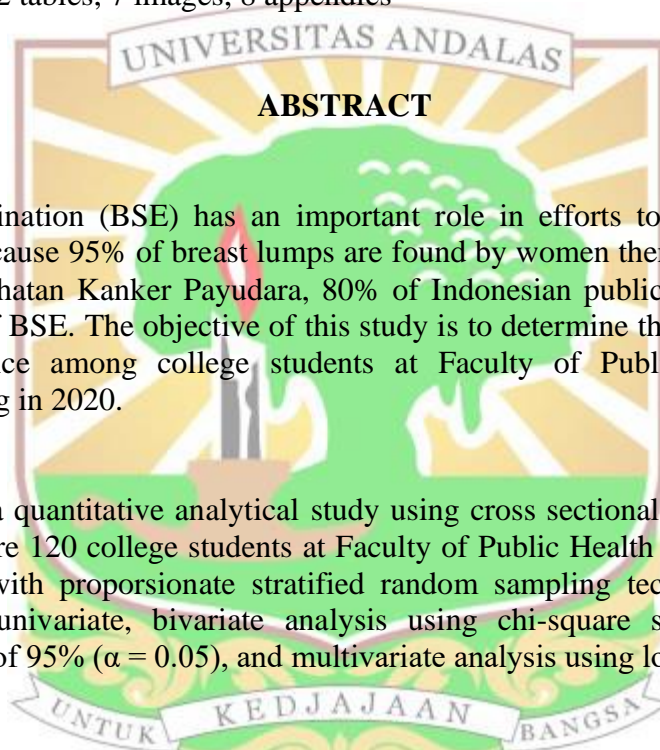 2 tables, 7 images, 8 appendices
UNIVERSITAS ANDALAS
ABSTRACT
ination (BSE) has an important role in efforts to
cause 95% of breast lumps are found by women ther
hatan Kanker Payudara, 80% of Indonesian public
f BSE. The objective of this study is to determine th
ice among college students at Faculty of Publi
g in 2020.
a quantitative analytical study using cross sectional
re 120 college students at Faculty of Public Health
with proporsionate stratified random sampling tec
univariate, bivariate analysis using chi-square s
of 95% (α = 0.05), and multivariate analysis using lo
UNTUK KEDJAJAAN BANGSA